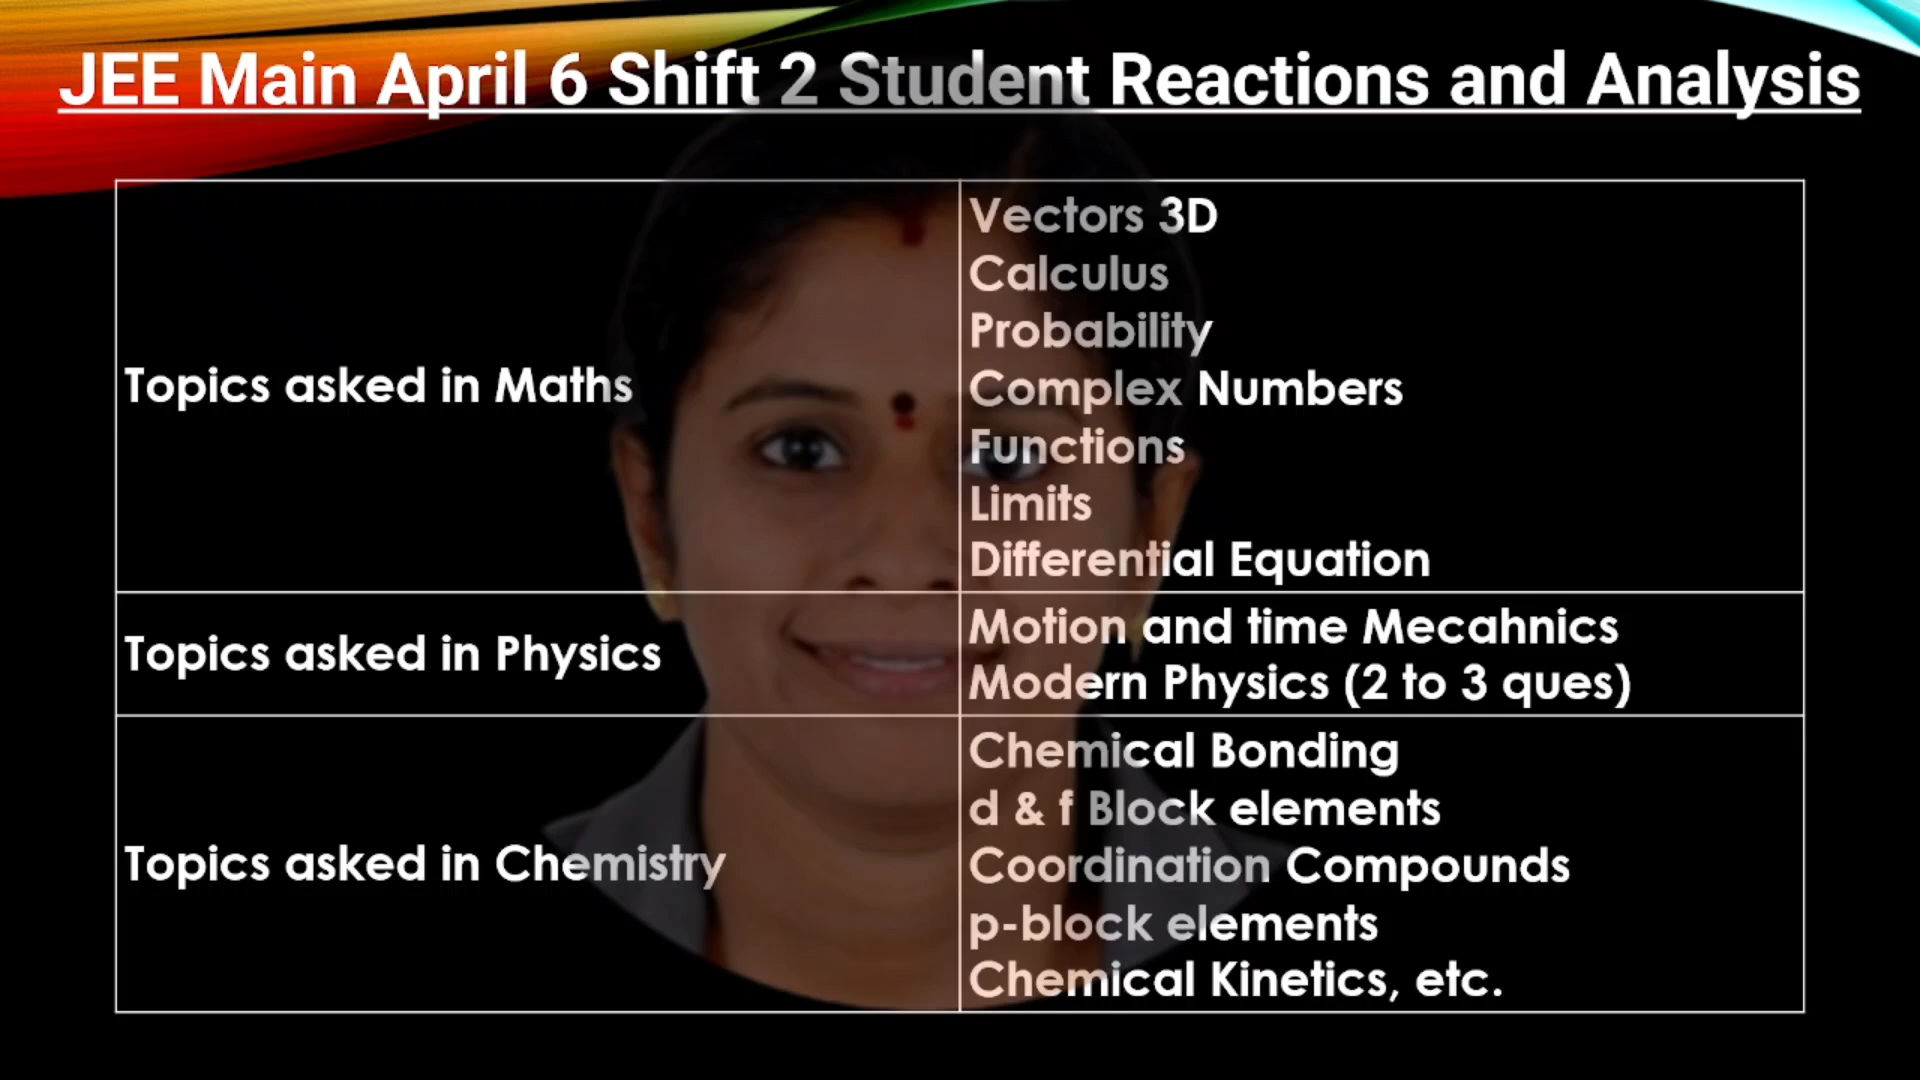 JEE Main April 6 Shift 2 Student Reactions and Analysis
Topics asked in Maths
Vectors 3D
Calculus
Probability
Complex Numbers
Functions
Limits
Differential Equation
Topics asked in Physics
Motion and time Mecahnics
Modern Physics (2 to 3 ques)
Topics asked in Chemistry
Chemical Bonding
d & f Block elements
Coordination Compounds
p-block elements
Chemical Kinetics, etc.